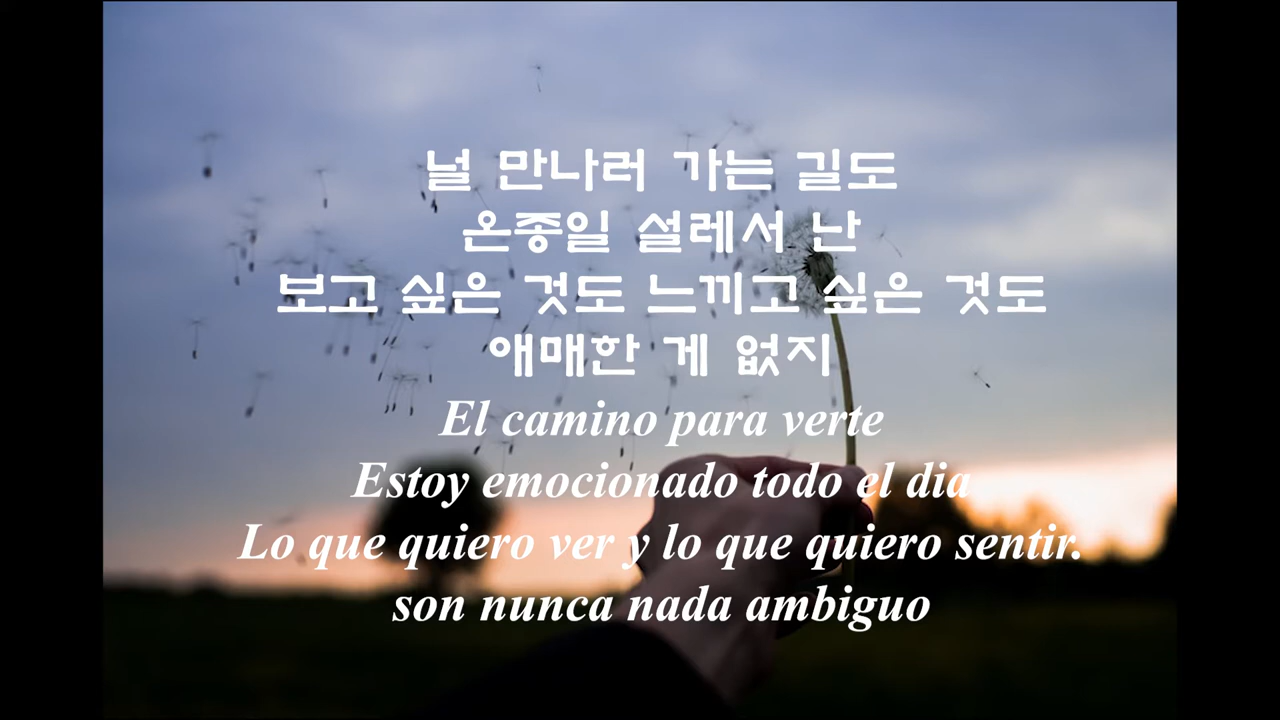 널 만나러 가는 길도
온종일 설레서 난
보고 싶은 것도 느끼고 싶은 것도
애매한 게 없지
El camino para verte
Estoy emocionado todo el dia
Lo que quiero ver y lo que quiero sentir.
son nunca nada ambiguo